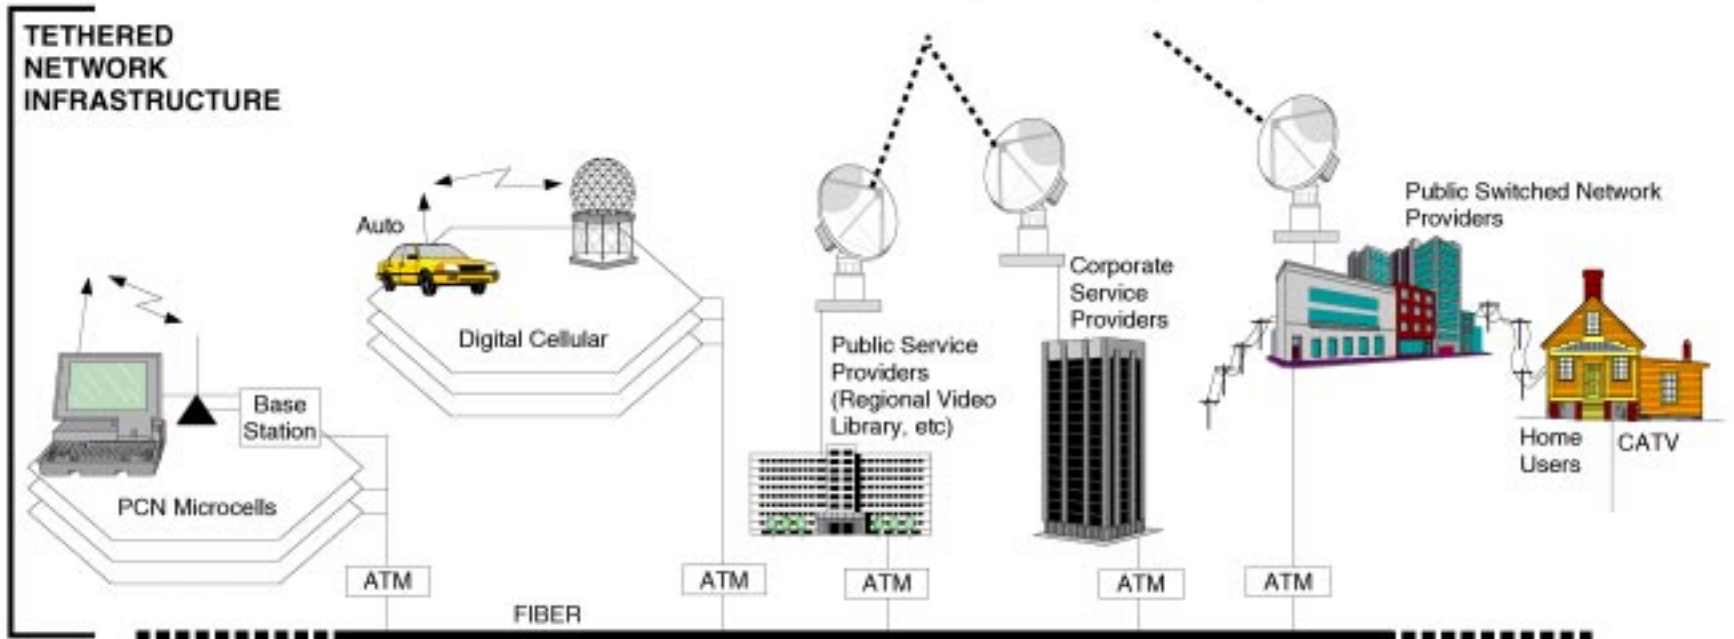 TETHERED
NETWORK
INFRASTRUCTURE
Auto
Digital Cellular
Base
Station
PCN Microcells
Public Service
Providers
(Regional Video
Library, etc)
Corporate
Service
Providers
Public Switched Network
Providers
Home
Users
CATV
ATM
ATM
ATM
ATM
ATM
FIBER